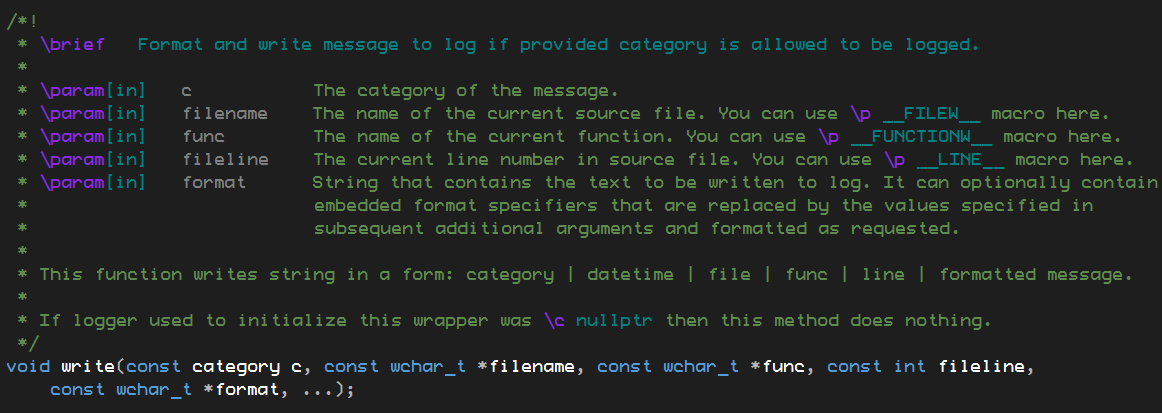 /*!
 * \brief   Format and write message to log if provided category is allowed to be logged.
 *
 * \param[in]   c           The category of the message.
 * \param[in]   filename    The name of the current source file. You can use \p __FILEW__ macro here.
 * \param[in]   func        The name of the current function. You can use \p __FUNCTIONW__ macro here.
 * \param[in]   fileline    The current line number in source file. You can use \p __LINE__ macro here.
 * \param[in]   format      String that contains the text to be written to log. It can optionally contain
 *                          embedded format specifiers that are replaced by the values specified in
 *                          subsequent additional arguments and formatted as requested.
 *
 * This function writes string in a form: category | datetime | file | func | line | formatted message.
 *
 * If logger used to initialize this wrapper was \c nullptr then this method does nothing.
 */
void write(const category c, const wchar_t *filename, const wchar_t *func, const int fileline,
    const wchar_t *format, ...);